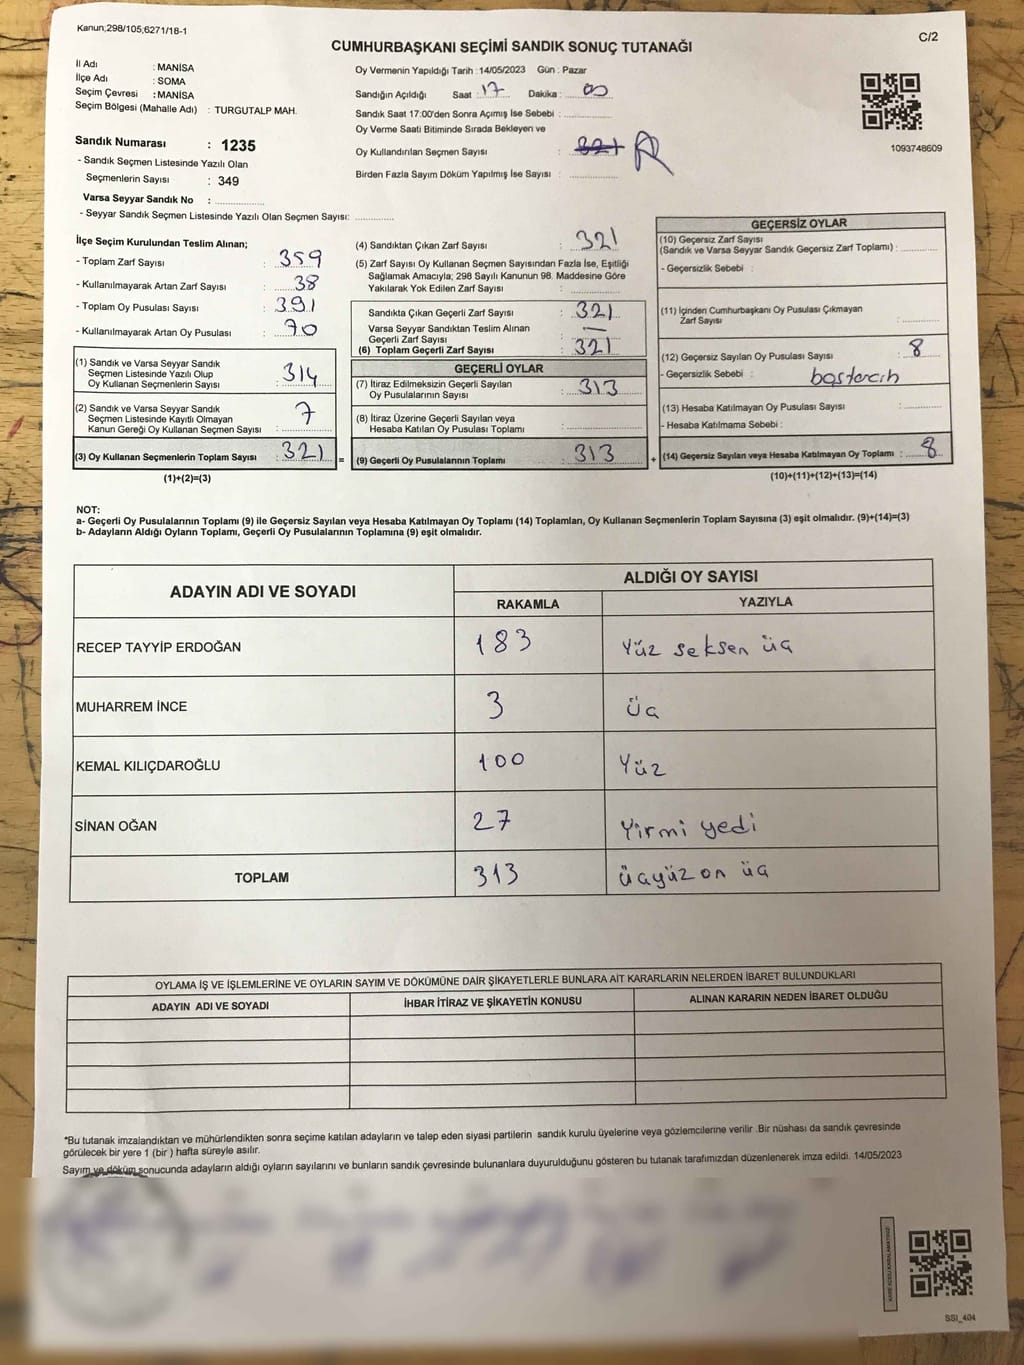 Kanun;298/105;6271/18-1
C/2
CUMHURBAŞKANI SEÇİMİ SANDIK SONUÇ TUTANAĞI
İl Adı : MANİSA
İlçe Adı : SOMA
Seçim Çevresi : MANİSA
Seçim Bölgesi (Mahalle Adı) : TURGUTALP MAH.
Sandık Numarası : 1235
- Sandık Seçmen Listesinde Yazılı Olan
Seçmenlerin Sayısı : 349
Varsa Seyyar Sandık No :
- Seyyar Sandık Seçmen Listesinde Yazılı Olan Seçmen Sayısı:
Oy Vermenin Yapıldığı Tarih : 14/05/2023 Gün : Pazar
Sandığın Açıldığı Saat : 17 Dakika : 00
Sandık Saat 17:00'den Sonra Açımış İse Sebebi :
Oy Verme Saati Bitiminde Sırada Bekleyen ve
Oy Kullandırılan Seçmen Sayısı : 321
Birden Fazla Sayım Döküm Yapılmış İse Sayısı :
1093748609
İlçe Seçim Kurulundan Teslim Alınan;
- Toplam Zarf Sayısı : 359
- Kullanılmayarak Artan Zarf Sayısı : 38
- Toplam Oy Pusulası Sayısı : 391
- Kullanılmayarak Artan Oy Pusulası : 70
(1) Sandık ve Varsa Seyyar Sandık
Seçmen Listesinde Yazılı Olup
Oy Kullanan Seçmenlerin Sayısı : 314
(2) Sandık ve Varsa Seyyar Sandık
Seçmen Listesinde Kayıtlı Olmayan
Kanun Gereği Oy Kullanan Seçmen Sayısı : 7
(3) Oy Kullanan Seçmenlerin Toplam Sayısı : 321 =
(1)+(2)=(3)
(4) Sandıktan Çıkan Zarf Sayısı : 321
(5) Zarf Sayısı Oy Kullanan Seçmen Sayısından Fazla İse, Eşitliği
Sağlamak Amacıyla; 298 Sayılı Kanunun 98. Maddesine Göre
Yakılarak Yok Edilen Zarf Sayısı :
Sandıkta Çıkan Geçerli Zarf Sayısı : 321
Varsa Seyyar Sandıktan Teslim Alınan
Geçerli Zarf Sayısı : —
(6) Toplam Geçerli Zarf Sayısı : 321
GEÇERLİ OYLAR
(7) İtiraz Edilmeksizin Geçerli Sayılan
Oy Pusulalarının Sayısı : 313
(8) İtiraz Üzerine Geçerli Sayılan veya
Hesaba Katılan Oy Pusulası Toplamı :
(9) Geçerli Oy Pusulalarının Toplamı : 313 +
GEÇERSİZ OYLAR
(10) Geçersiz Zarf Sayısı
(Sandık ve Varsa Seyyar Sandık Geçersiz Zarf Toplamı) :
- Geçersizlik Sebebi :
(11) İçinden Cumhurbaşkanı Oy Pusulası Çıkmayan
Zarf Sayısı :
(12) Geçersiz Sayılan Oy Pusulası Sayısı : 8
- Geçersizlik Sebebi :
(13) Hesaba Katılmayan Oy Pusulası Sayısı :
- Hesaba Katılmama Sebebi :
(14) Geçersiz Sayılan veya Hesaba Katılmayan Oy Toplamı : 8
(10)+(11)+(12)+(13)=(14)
NOT:
a- Geçerli Oy Pusulalarının Toplamı (9) ile Geçersiz Sayılan veya Hesaba Katılmayan Oy Toplamı (14) Toplamları, Oy Kullanan Seçmenlerin Toplam Sayısına (3) eşit olmalıdır. (9)+(14)=(3)
b- Adayların Aldığı Oyların Toplamı, Geçerli Oy Pusulalarının Toplamına (9) eşit olmalıdır.
ADAYIN ADI VE SOYADI
ALDIĞI OY SAYISI
RAKAMLA YAZIYLA
RECEP TAYYİP ERDOĞAN 183 Yüz seksen üç
MUHARREM İNCE 3 üç
KEMAL KILIÇDAROĞLU 100 Yüz
SİNAN OĞAN 27 Yirmi yedi
TOPLAM 313 üçyüz on üç
OYLAMA İŞ VE İŞLEMLERİNE VE OYLARIN SAYIM VE DÖKÜMÜNE DAİR ŞİKAYETLERLE BUNLARA AİT KARARLARIN NELERDEN İBARET BULUNDUKLARI
ADAYIN ADI VE SOYADI İHBAR İTİRAZ VE ŞİKAYETİN KONUSU ALINAN KARARIN NEDEN İBARET OLDUĞU
*Bu tutanak imzalandıktan ve mühürlendikten sonra seçime katılan adayların ve talep eden siyasi partilerin sandık kurulu üyelerine veya gözlemcilerine verilir .Bir nüshası da sandık çevresinde
görülecek bir yere 1 (bir ) hafta süreyle asılır.
Sayım ve döküm sonucunda adayların aldığı oyların sayılarını ve bunların sandık çevresinde bulunanlara duyurulduğunu gösteren bu tutanak tarafımızdan düzenlenerek imza edildi. 14/05/2023
SSI_404